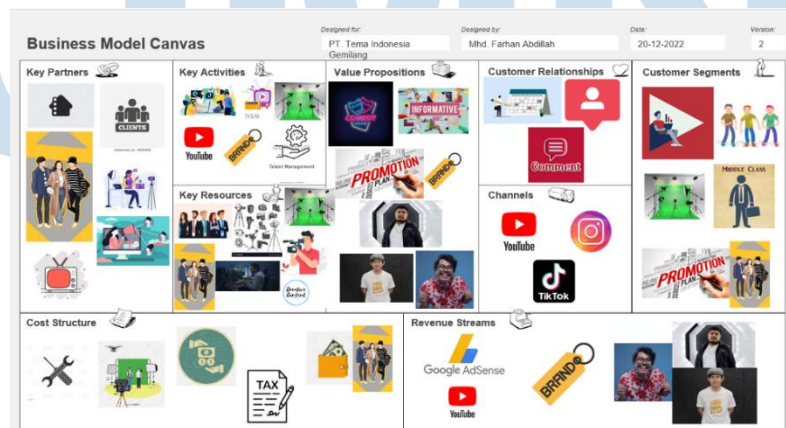 Designed for:
Designed by:
Date:
Version:
Business Model Canvas
PT. Tema Indonesia
Gemilang
Mhd. Farhan Abdillah
20-12-2022
2
Key Partners
CLIENTS
Key Activities
YouTube
BRAND
Talent Management
Value Propositions
COMEDY
INFORMATIVE
PROMOTION
PLAN
BRAND
Customer Relationships
Comment
Customer Segments
MIDDLE CLASS
PROMOTION
PLAN
Key Resources
Creative
Channels
YouTube
TikTok
Cost Structure
TAX
Revenue Streams
Google AdSense
YouTube
BRAND